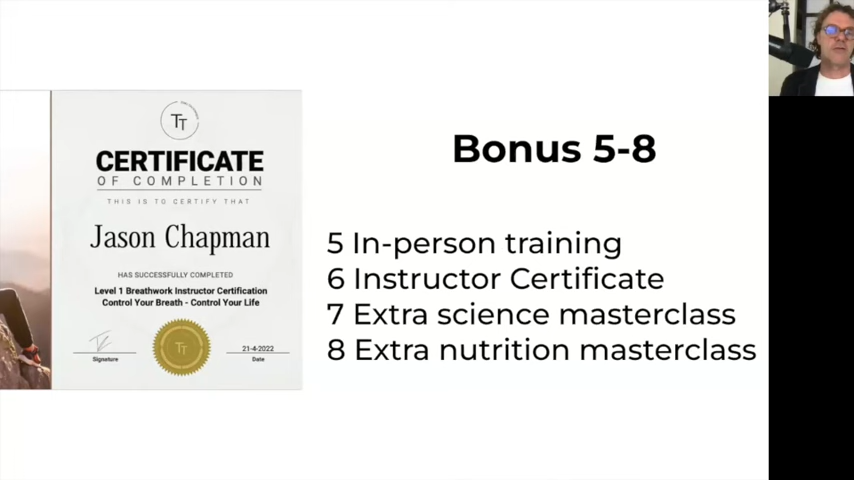 TT
CERTIFICATE
OF COMPLETION
THIS IS TO CERTIFY THAT
Jason Chapman
HAS SUCCESSFULLY COMPLETED
Level 1 Breathwork Instructor Certification
Control Your Breath - Control Your Life
TT
21-4-2022
Signature
Date
Bonus 5-8
5 In-person training
6 Instructor Certificate
7 Extra science masterclass
8 Extra nutrition masterclass